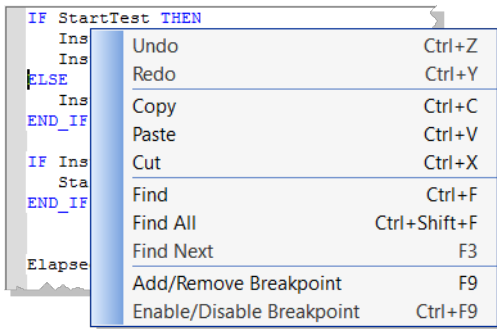 IF StartTest THEN
Ins
Ins
ELSE
Ins
END_IF
IF Ins
Sta
END_IF
Elapse
Undo Ctrl+Z
Redo Ctrl+Y
Copy Ctrl+C
Paste Ctrl+V
Cut Ctrl+X
Find Ctrl+F
Find All Ctrl+Shift+F
Find Next F3
Add/Remove Breakpoint F9
Enable/Disable Breakpoint Ctrl+F9